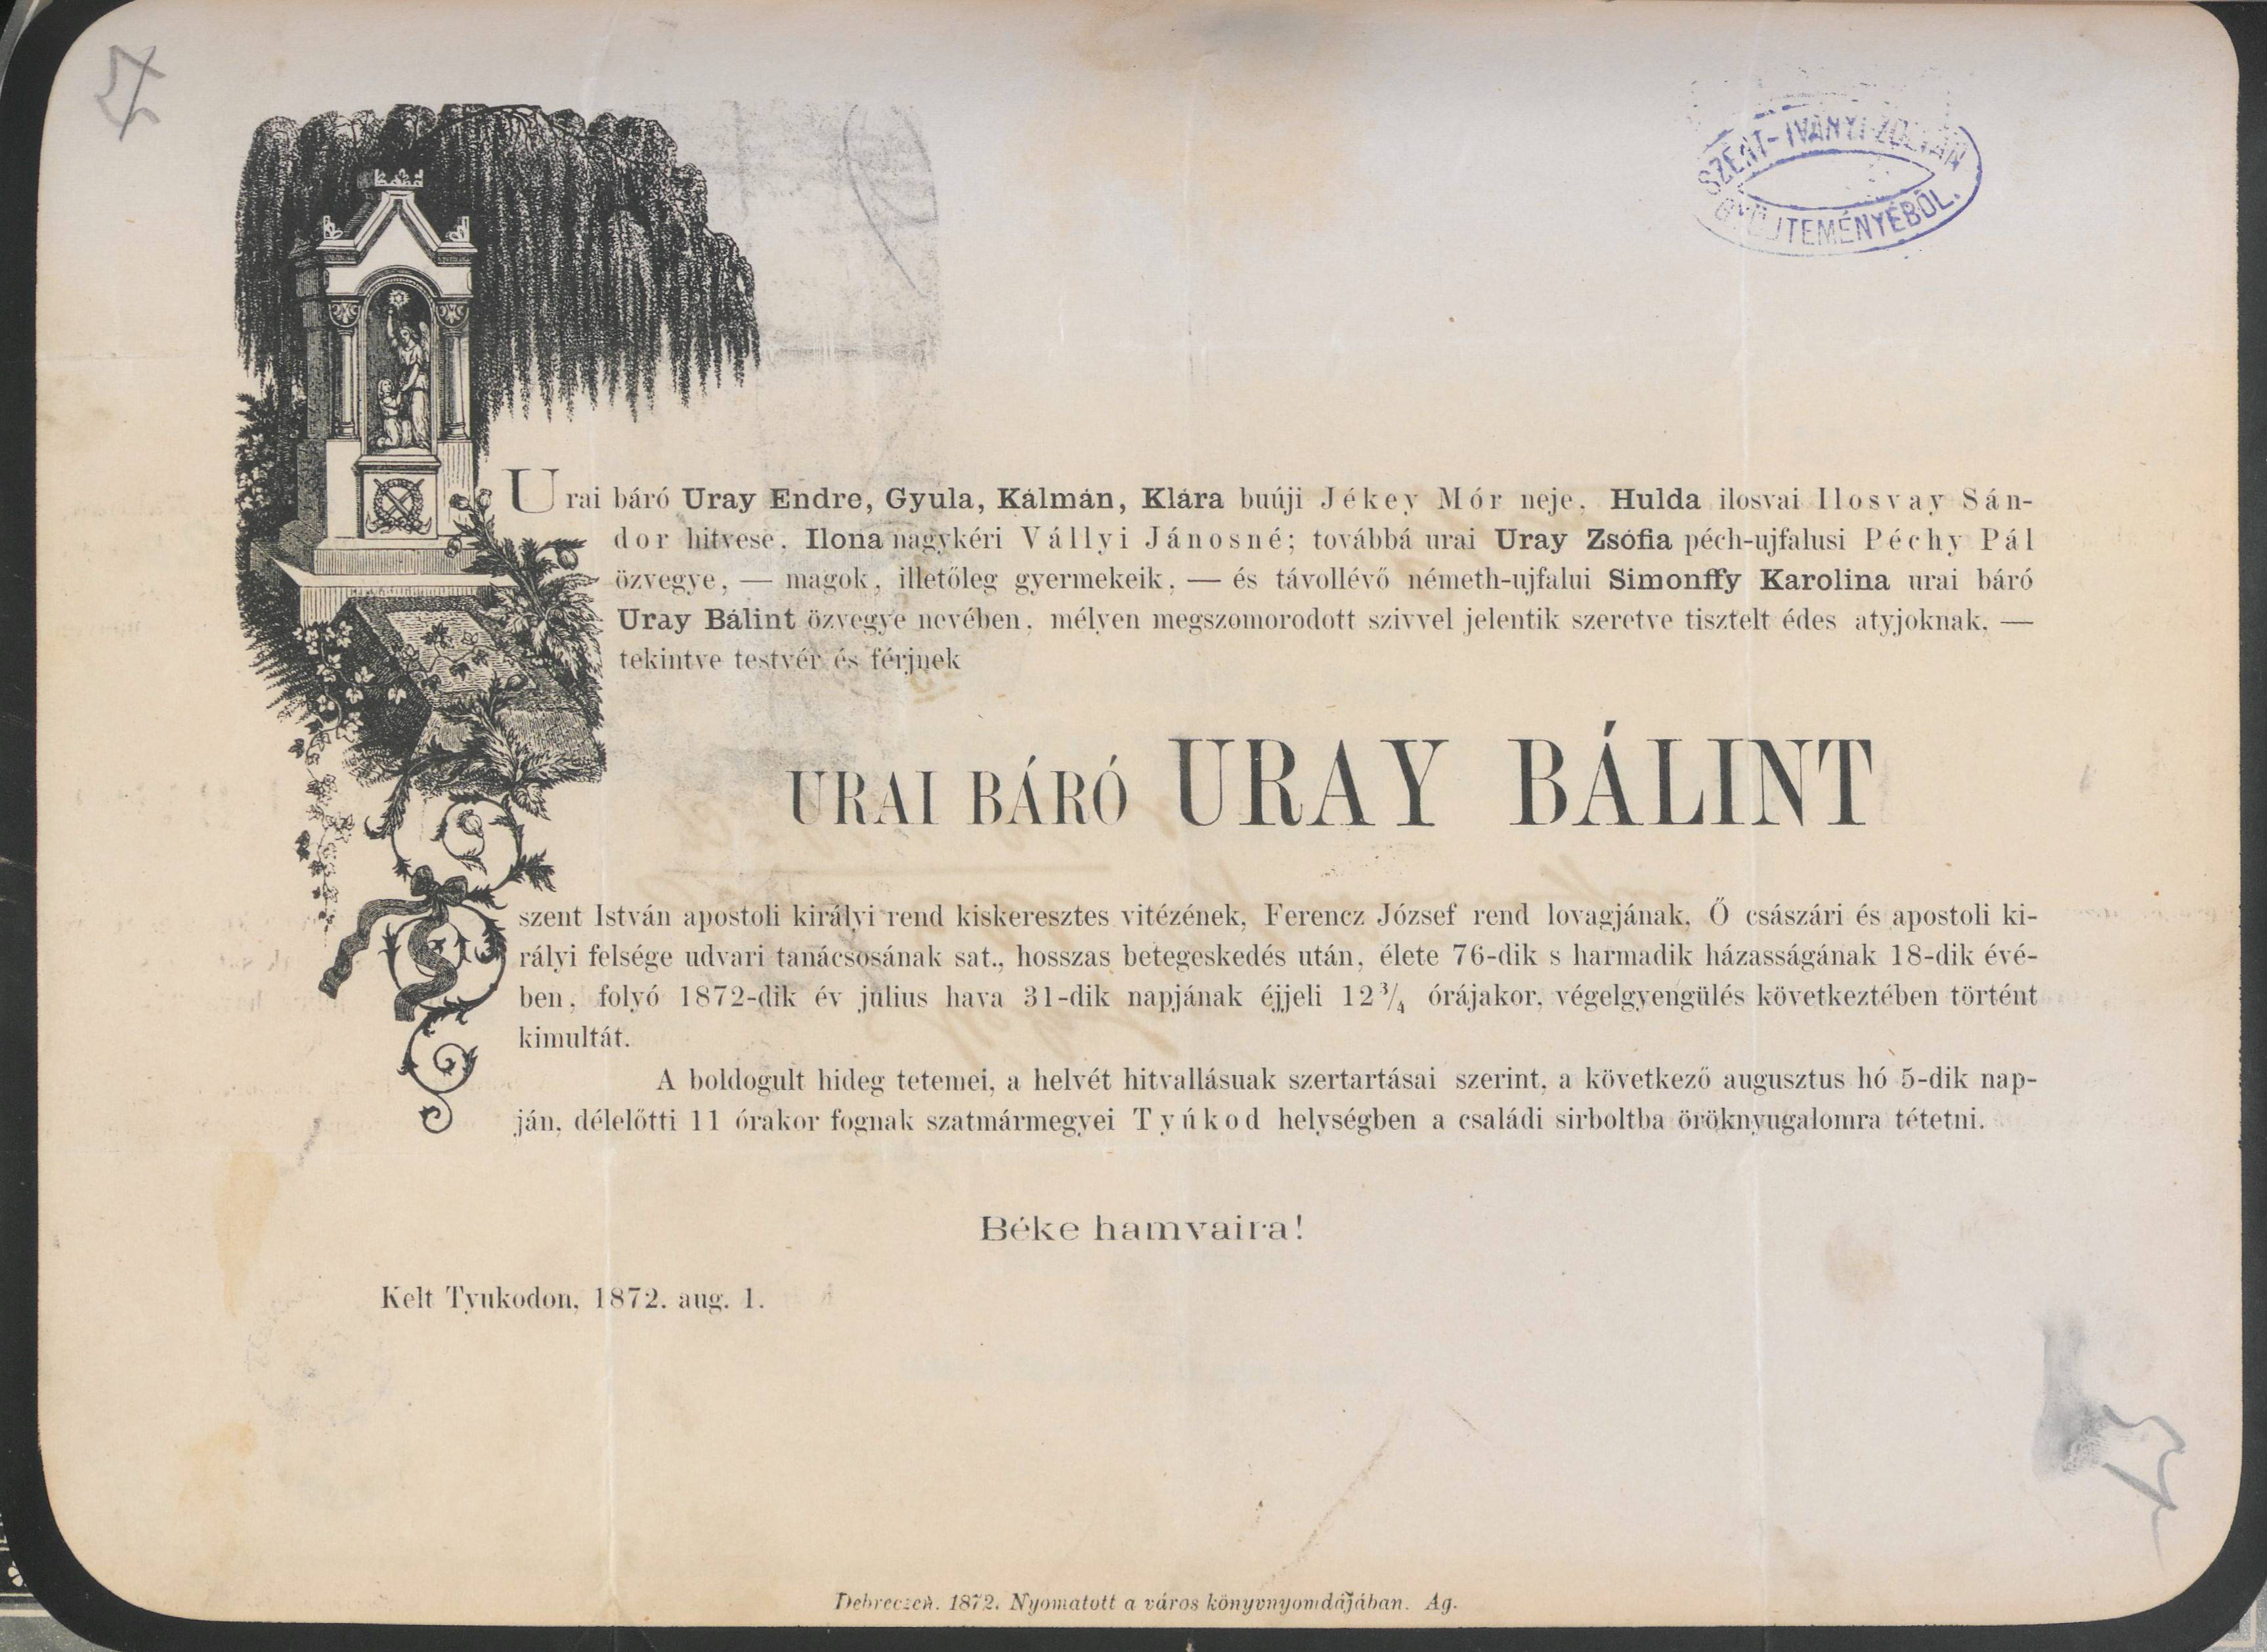 SZENT-IVÁNYI ZOLTÁN
GYŰJTEMÉNYÉBŐL.
Urai báró Uray Endre, Gyula, Kálmán, Klára buúji Jékey Mór neje, Hulda ilosvai Ilosvay Sán-
dor hitvese, Ilona nagykéri Vállyi Jánosné; továbbá urai Uray Zsófia péch-ujfalusi Péchy Pál
özvegye, — magok, illetőleg gyermekeik, — és távollévő németh-ujfalui Simonffy Karolina urai báró
Uray Bálint özvegye nevében, mélyen megszomorodott szivvel jelentik szeretve tisztelt édes atyjoknak, —
tekintve testvér és férjnek
URAI BÁRÓ URAY BÁLINT
szent István apostoli királyi rend kiskeresztes vitézének, Ferencz József rend lovagjának, Ő császári és apostoli ki-
rályi felsége udvari tanácsosának sat., hosszas betegeskedés után, élete 76-dik s harmadik házasságának 18-dik évé-
ben, folyó 1872-dik év julius hava 31-dik napjának éjjeli 12 3/4 órájakor, végelgyengülés következtében történt
kimultát.
A boldogult hideg tetemei, a helvét hitvallásuak szertartásai szerint, a következő augusztus hó 5-dik nap-
ján, délelőtti 11 órakor fognak szatmármegyei Tyúkod helységben a családi sirboltba öröknyugalomra tétetni.
Béke hamvaira!
Kelt Tyukodon, 1872. aug. 1.
Debreczen. 1872. Nyomatott a város könyvnyomdájában. Ag.